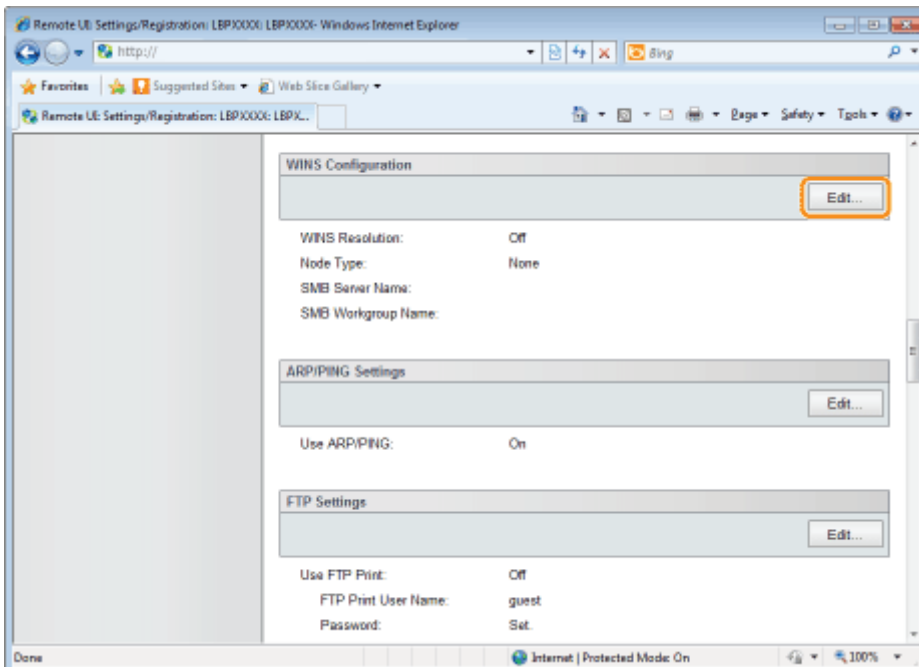 Remote UI: Settings/Registration: LBPXXXX: LBPXXXX- Windows Internet Explorer
http://
Bing
Favorites Suggested Sites Web Slice Gallery
Remote UI: Settings/Registration: LBPXXXX: LBPX...
Page Safety Tools
WINS Configuration
Edit...
WINS Resolution: Off
Node Type: None
SMB Server Name:
SMB Workgroup Name:
ARP/PING Settings
Edit...
Use ARP/PING: On
FTP Settings
Edit...
Use FTP Print: Off
FTP Print User Name: guest
Password: Set.
Done Internet | Protected Mode: On 100%